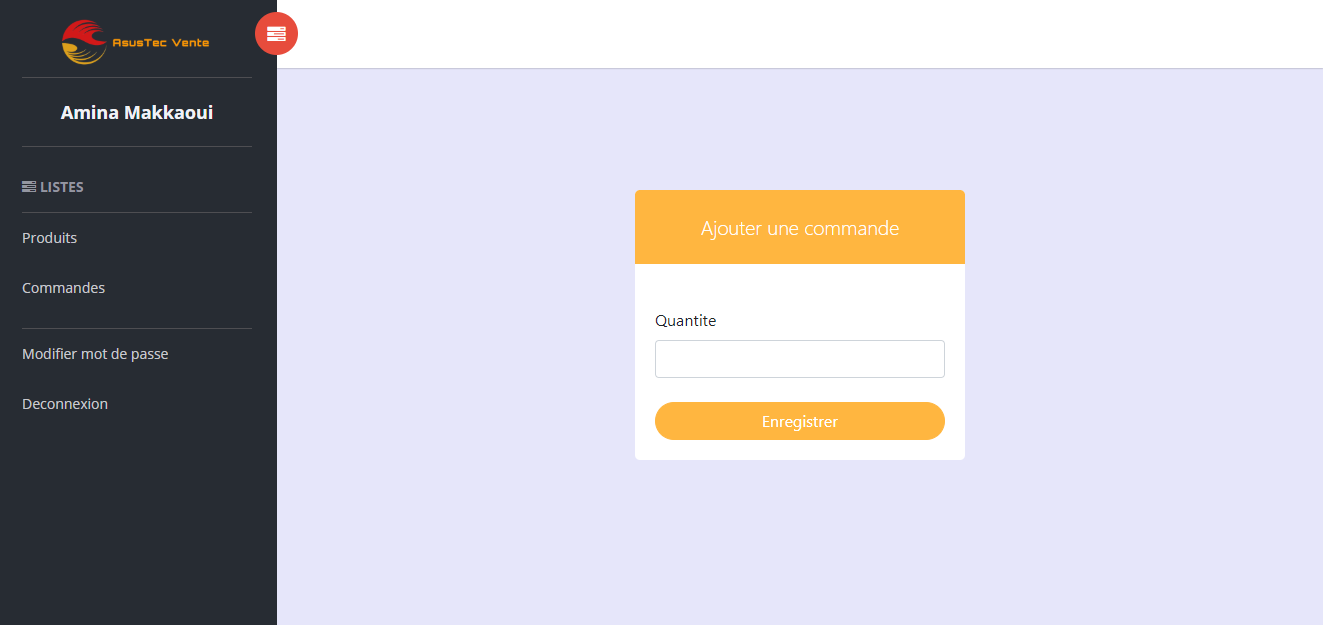 AsusTec Vente
Amina Makkaoui
LISTES
Produits
Commandes
Modifier mot de passe
Deconnexion
Ajouter une commande
Quantite
Enregistrer